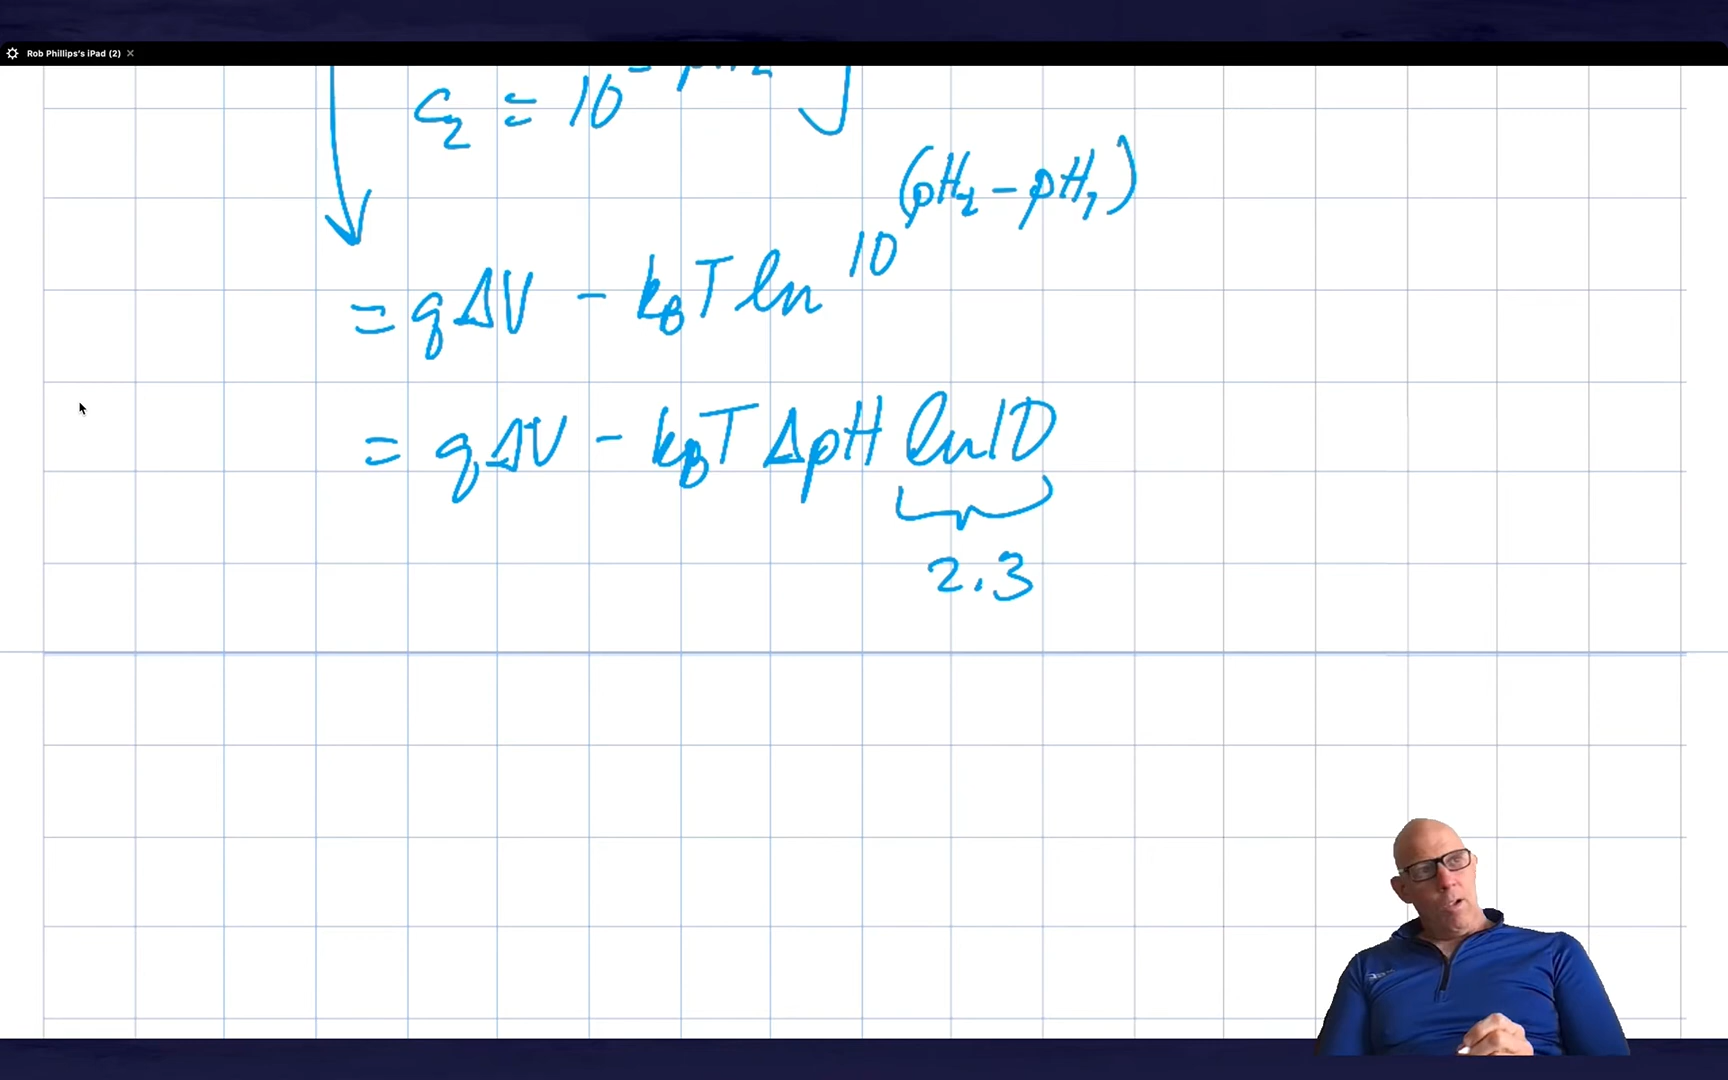 Rob Phillips's iPad (2)
c₂ = 10
(pH₂ - pH₁)
= qΔV - k_BT ln 10
= qΔV - k_BT ΔpH ln10
2.3